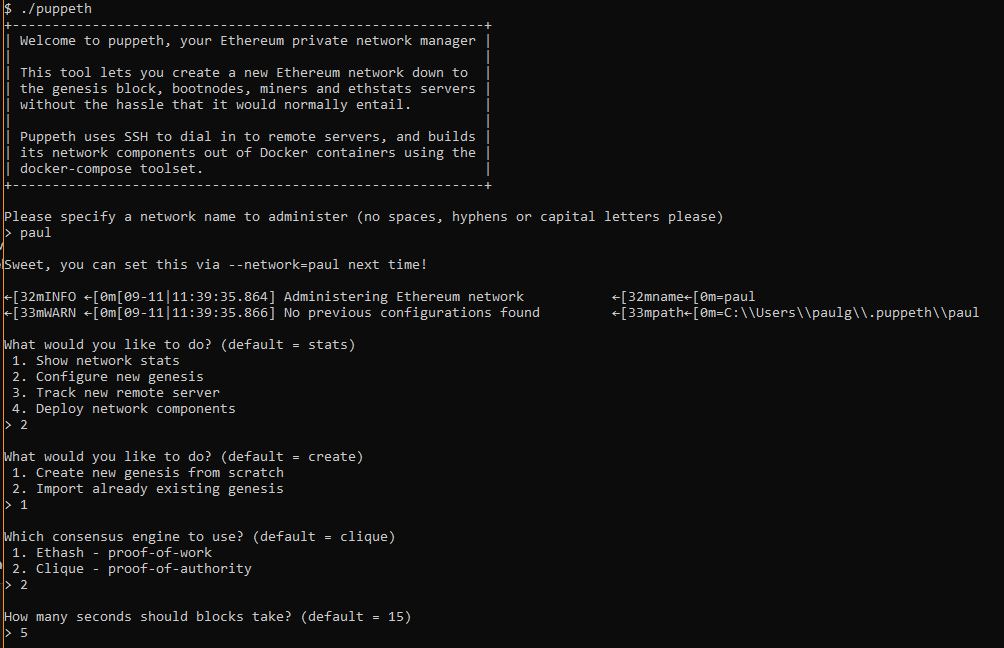 $ ./puppeth
+-----------------------------------------------------------+
| Welcome to puppeth, your Ethereum private network manager |
|                                                           |
| This tool lets you create a new Ethereum network down to  |
| the genesis block, bootnodes, miners and ethstats servers |
| without the hassle that it would normally entail.         |
|                                                           |
| Puppeth uses SSH to dial in to remote servers, and builds |
| its network components out of Docker containers using the |
| docker-compose toolset.                                   |
+-----------------------------------------------------------+
Please specify a network name to administer (no spaces, hyphens or capital letters please)
> paul
Sweet, you can set this via --network=paul next time!
←[32mINFO ←[0m[09-11|11:39:35.864] Administering Ethereum network           ←[32mname←[0m=paul
←[33mWARN ←[0m[09-11|11:39:35.866] No previous configurations found         ←[33mpath←[0m=C:\\Users\\paulg\\.puppeth\\paul
What would you like to do? (default = stats)
 1. Show network stats
 2. Configure new genesis
 3. Track new remote server
 4. Deploy network components
> 2
What would you like to do? (default = create)
 1. Create new genesis from scratch
 2. Import already existing genesis
> 1
Which consensus engine to use? (default = clique)
 1. Ethash - proof-of-work
 2. Clique - proof-of-authority
> 2
How many seconds should blocks take? (default = 15)
> 5